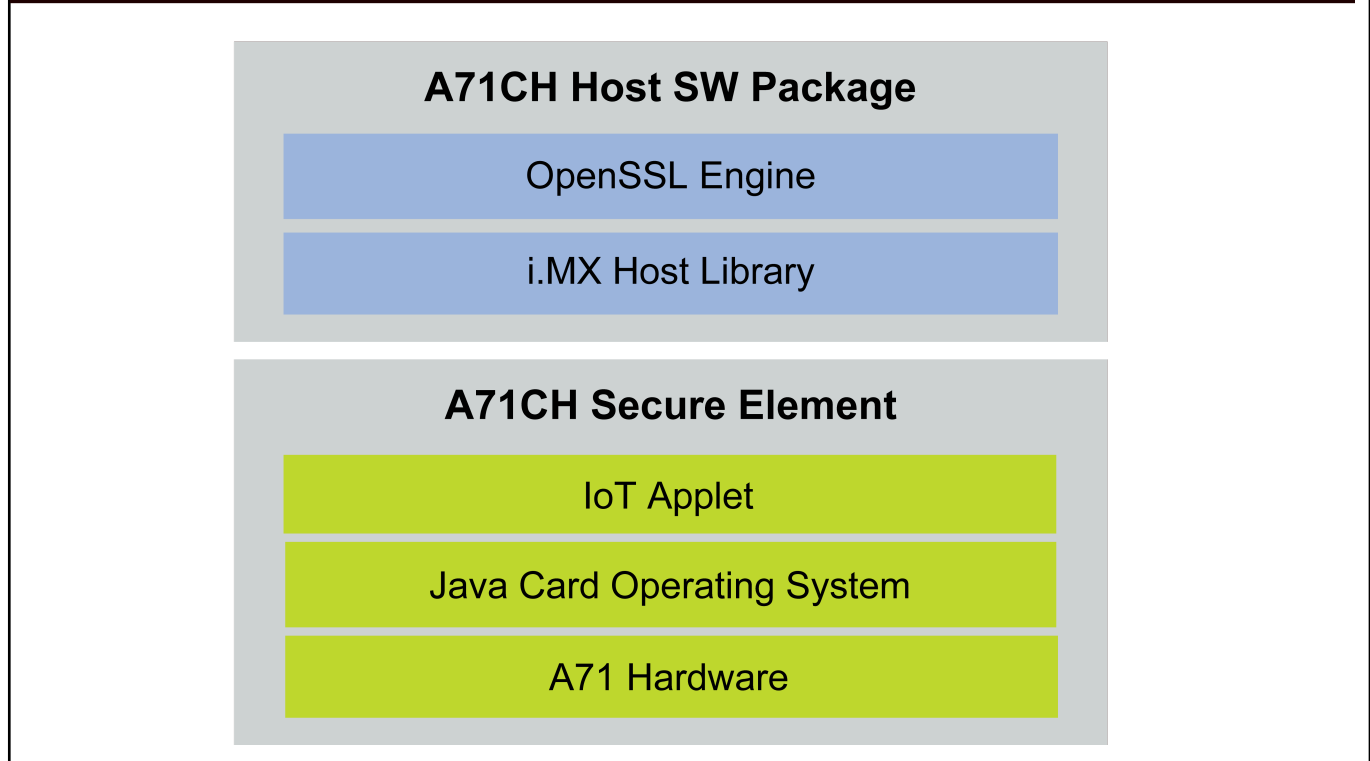 A71CH Host SW Package
OpenSSL Engine
i.MX Host Library
A71CH Secure Element
IoT Applet
Java Card Operating System
A71 Hardware